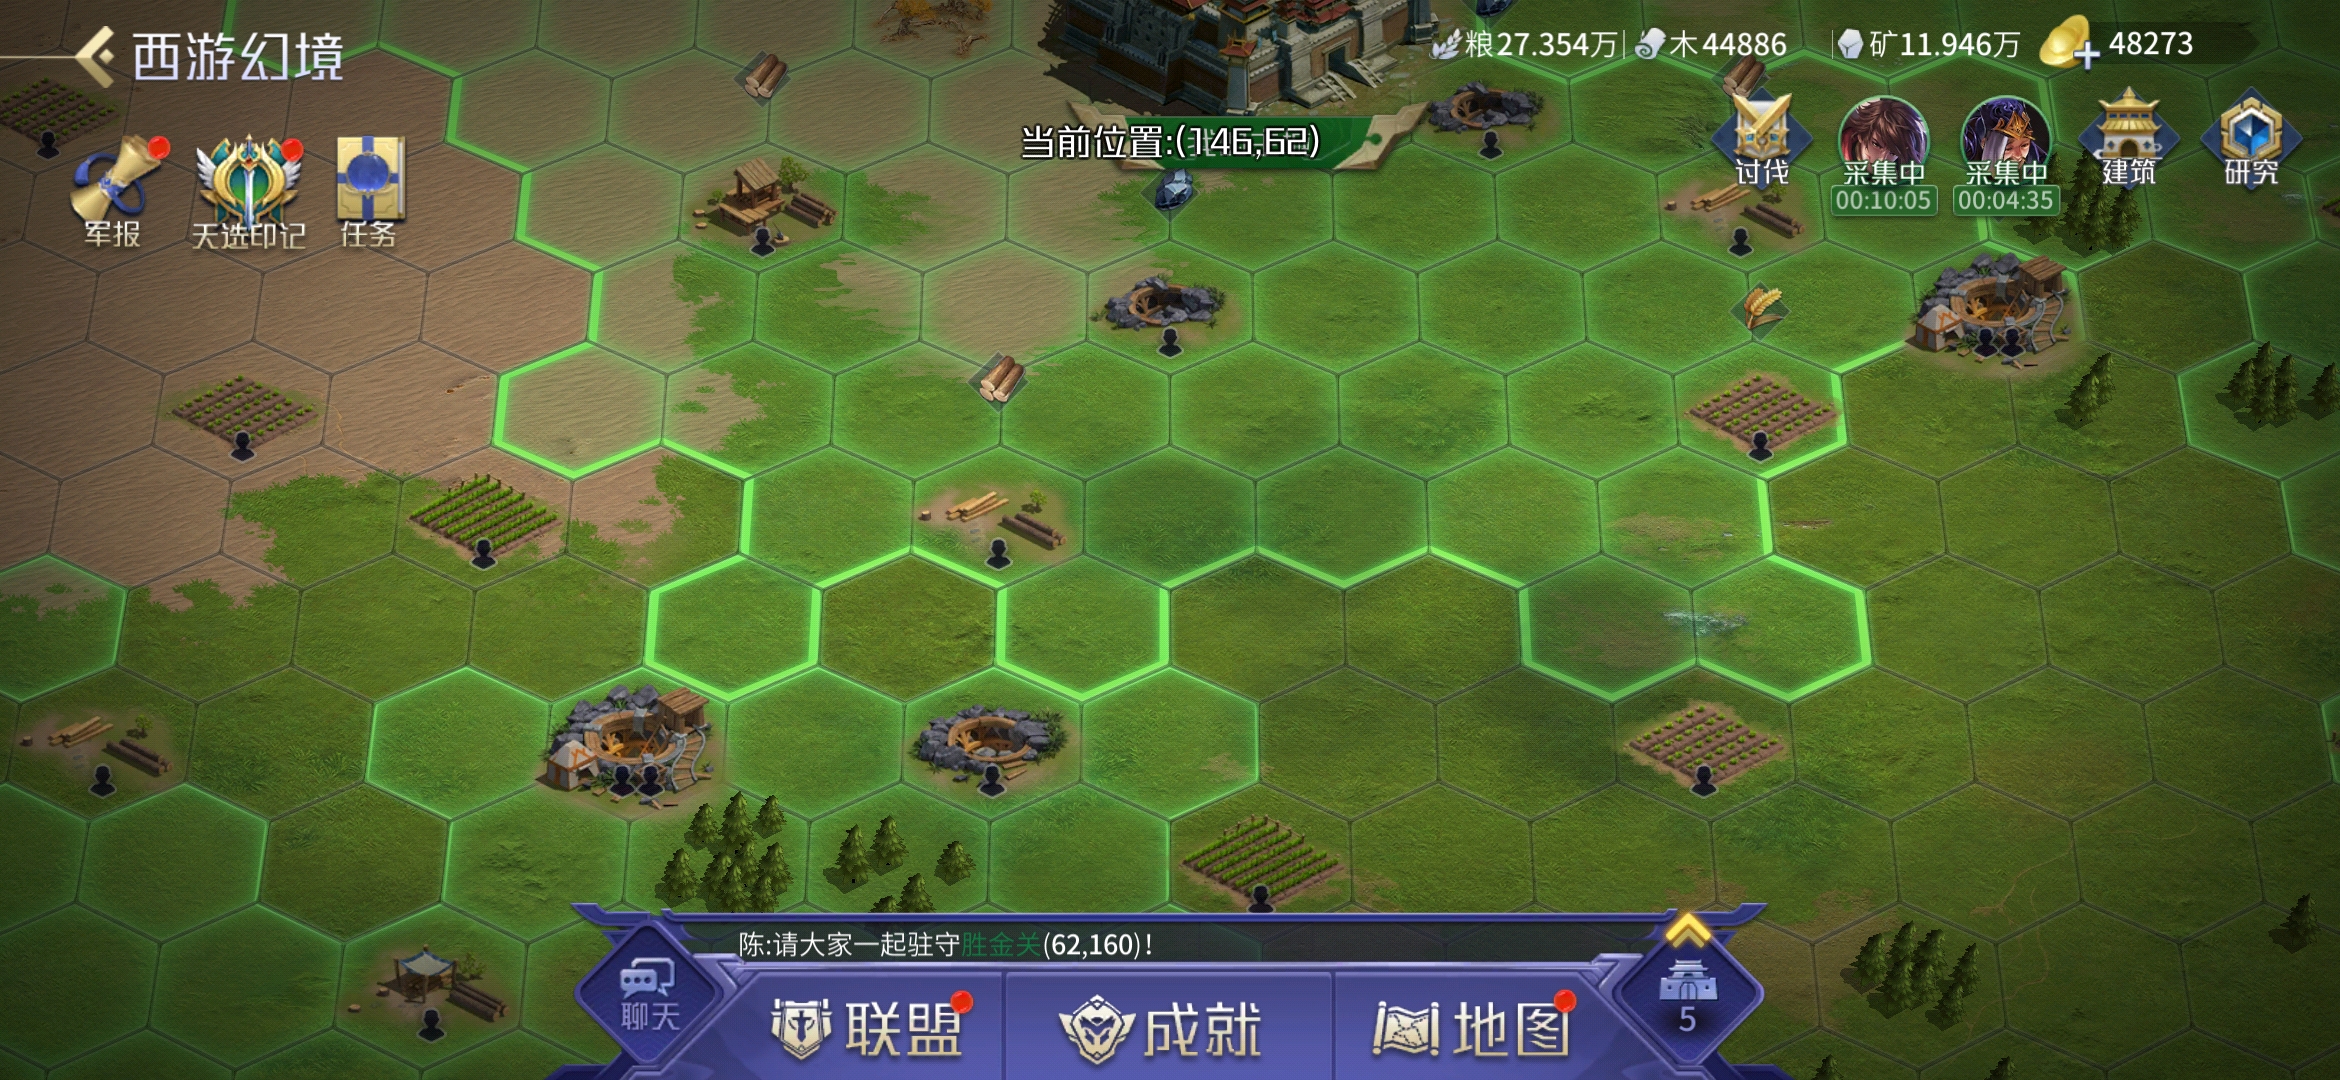 西游幻境
粮27.354万
木44886
矿11.946万
48273
军报
天选印记
任务
当前位置:(146,62)
讨伐
采集中
00:10:05
采集中
00:04:35
建筑
研究
陈:请大家一起驻守胜金关(62,160)!
聊天
联盟
成就
地图
5